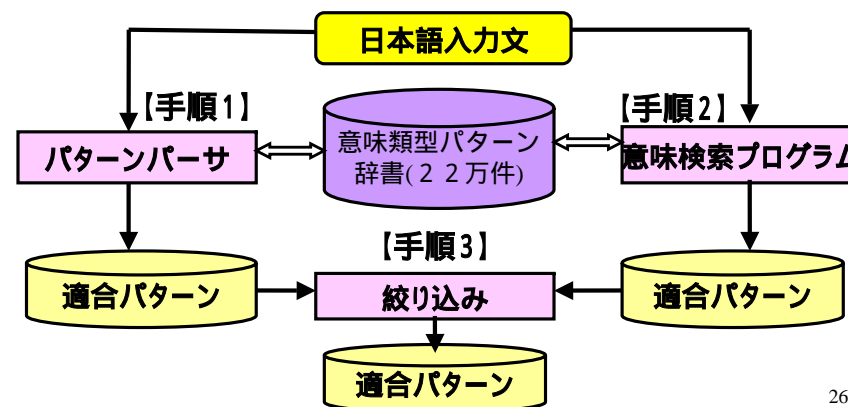 日本語入力文
【手順1】
【手順2】
パターンパーサ
意味類型パターン
辞書(２２万件)
意味検索プログラム
【手順3】
適合パターン
絞り込み
適合パターン
適合パターン
26